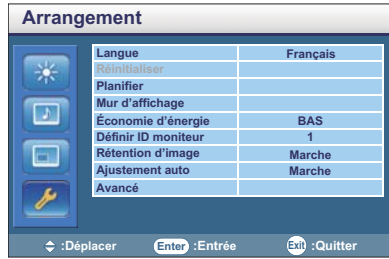 Arrangement
Langue Français
Réinitialiser
Planifier
Mur d'affichage
Économie d'énergie BAS
Définir ID moniteur 1
Rétention d'image Marche
Ajustement auto Marche
Avancé
:Déplacer Enter :Entrée Exit :Quitter